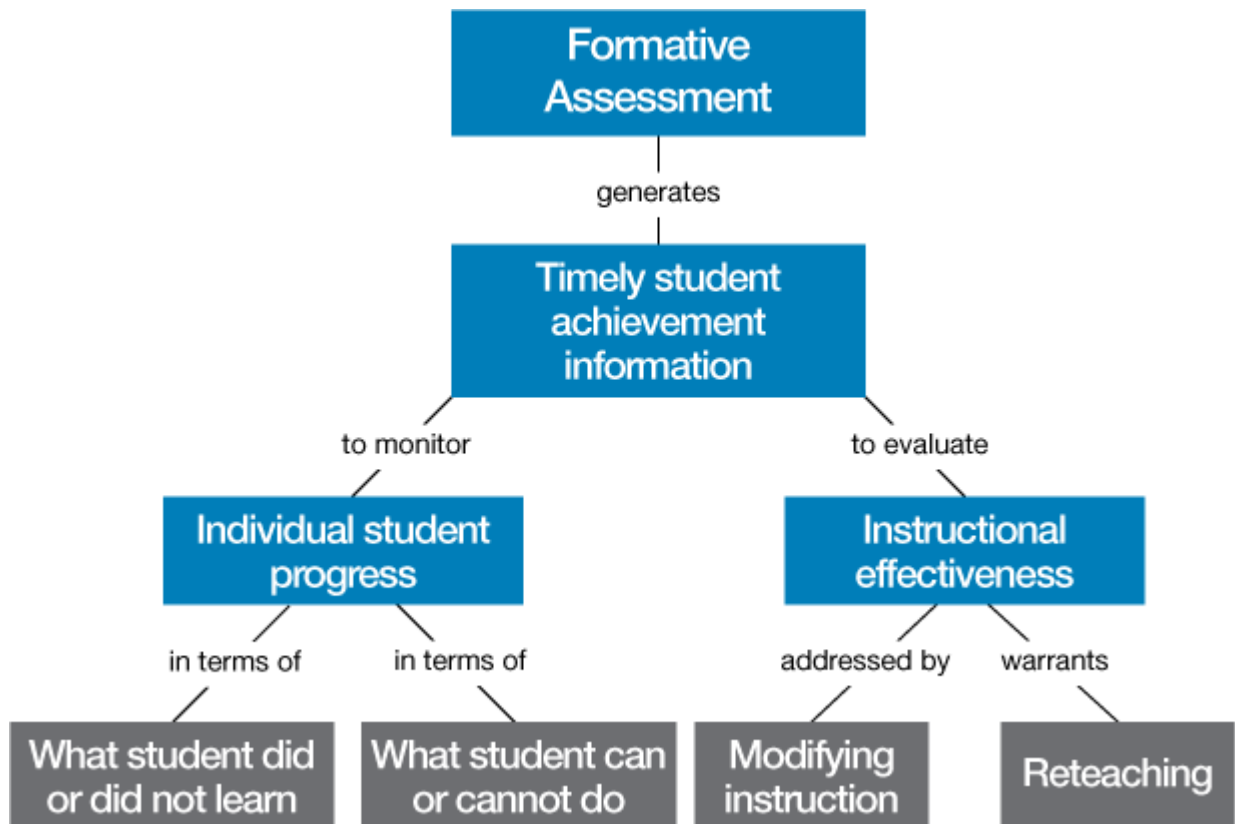 Formative
Assessment
generates
Timely student
achievement
information
to monitor
to evaluate
Individual student
progress
Instructional
effectiveness
in terms of
in terms of
addressed by
warrants
What student did
or did not learn
What student can
or cannot do
Modifying
instruction
Reteaching